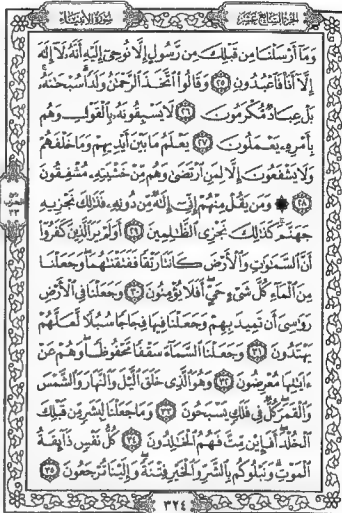 الجزء السابع عشر
سورة الأنبياء
وَمَآ أَرْسَلْنَا مِن قَبْلِكَ مِن رَّسُولٍ إِلَّا نُوحِىٓ إِلَيْهِ أَنَّهُۥ لَآ إِلَٰهَ
إِلَّآ أَنَا۠ فَٱعْبُدُونِ ٢٥ وَقَالُوا۟ ٱتَّخَذَ ٱلرَّحْمَٰنُ وَلَدًا ۗ سُبْحَٰنَهُۥ ۚ
بَلْ عِبَادٌ مُّكْرَمُونَ ٢٦ لَا يَسْبِقُونَهُۥ بِٱلْقَوْلِ وَهُم
بِأَمْرِهِۦ يَعْمَلُونَ ٢٧ يَعْلَمُ مَا بَيْنَ أَيْدِيهِمْ وَمَا خَلْفَهُمْ
وَلَا يَشْفَعُونَ إِلَّا لِمَنِ ٱرْتَضَىٰ وَهُم مِّنْ خَشْيَتِهِۦ مُشْفِقُونَ
٢٨ ۞ وَمَن يَقُلْ مِنْهُمْ إِنِّىٓ إِلَٰهٌ مِّن دُونِهِۦ فَذَٰلِكَ نَجْزِيهِ
جَهَنَّمَ ۚ كَذَٰلِكَ نَجْزِى ٱلظَّٰلِمِينَ ٢٩ أَوَلَمْ يَرَ ٱلَّذِينَ كَفَرُوٓا۟
أَنَّ ٱلسَّمَٰوَٰتِ وَٱلْأَرْضَ كَانَتَا رَتْقًا فَفَتَقْنَٰهُمَا ۖ وَجَعَلْنَا
مِنَ ٱلْمَآءِ كُلَّ شَىْءٍ حَىٍّ ۖ أَفَلَا يُؤْمِنُونَ ٣٠ وَجَعَلْنَا فِى ٱلْأَرْضِ
رَوَٰسِىَ أَن تَمِيدَ بِهِمْ وَجَعَلْنَا فِيهَا فِجَاجًا سُبُلًا لَّعَلَّهُمْ
يَهْتَدُونَ ٣١ وَجَعَلْنَا ٱلسَّمَآءَ سَقْفًا مَّحْفُوظًا ۖ وَهُمْ عَنْ
ءَايَٰتِهَا مُعْرِضُونَ ٣٢ وَهُوَ ٱلَّذِى خَلَقَ ٱلَّيْلَ وَٱلنَّهَارَ وَٱلشَّمْسَ
وَٱلْقَمَرَ ۖ كُلٌّ فِى فَلَكٍ يَسْبَحُونَ ٣٣ وَمَا جَعَلْنَا لِبَشَرٍ مِّن قَبْلِكَ
ٱلْخُلْدَ ۖ أَفَإِي۟ن مِّتَّ فَهُمُ ٱلْخَٰلِدُونَ ٣٤ كُلُّ نَفْسٍ ذَآئِقَةُ
ٱلْمَوْتِ ۗ وَنَبْلُوكُم بِٱلشَّرِّ وَٱلْخَيْرِ فِتْنَةً ۖ وَإِلَيْنَا تُرْجَعُونَ ٣٥
الحزب
٣٣
٣٢٤